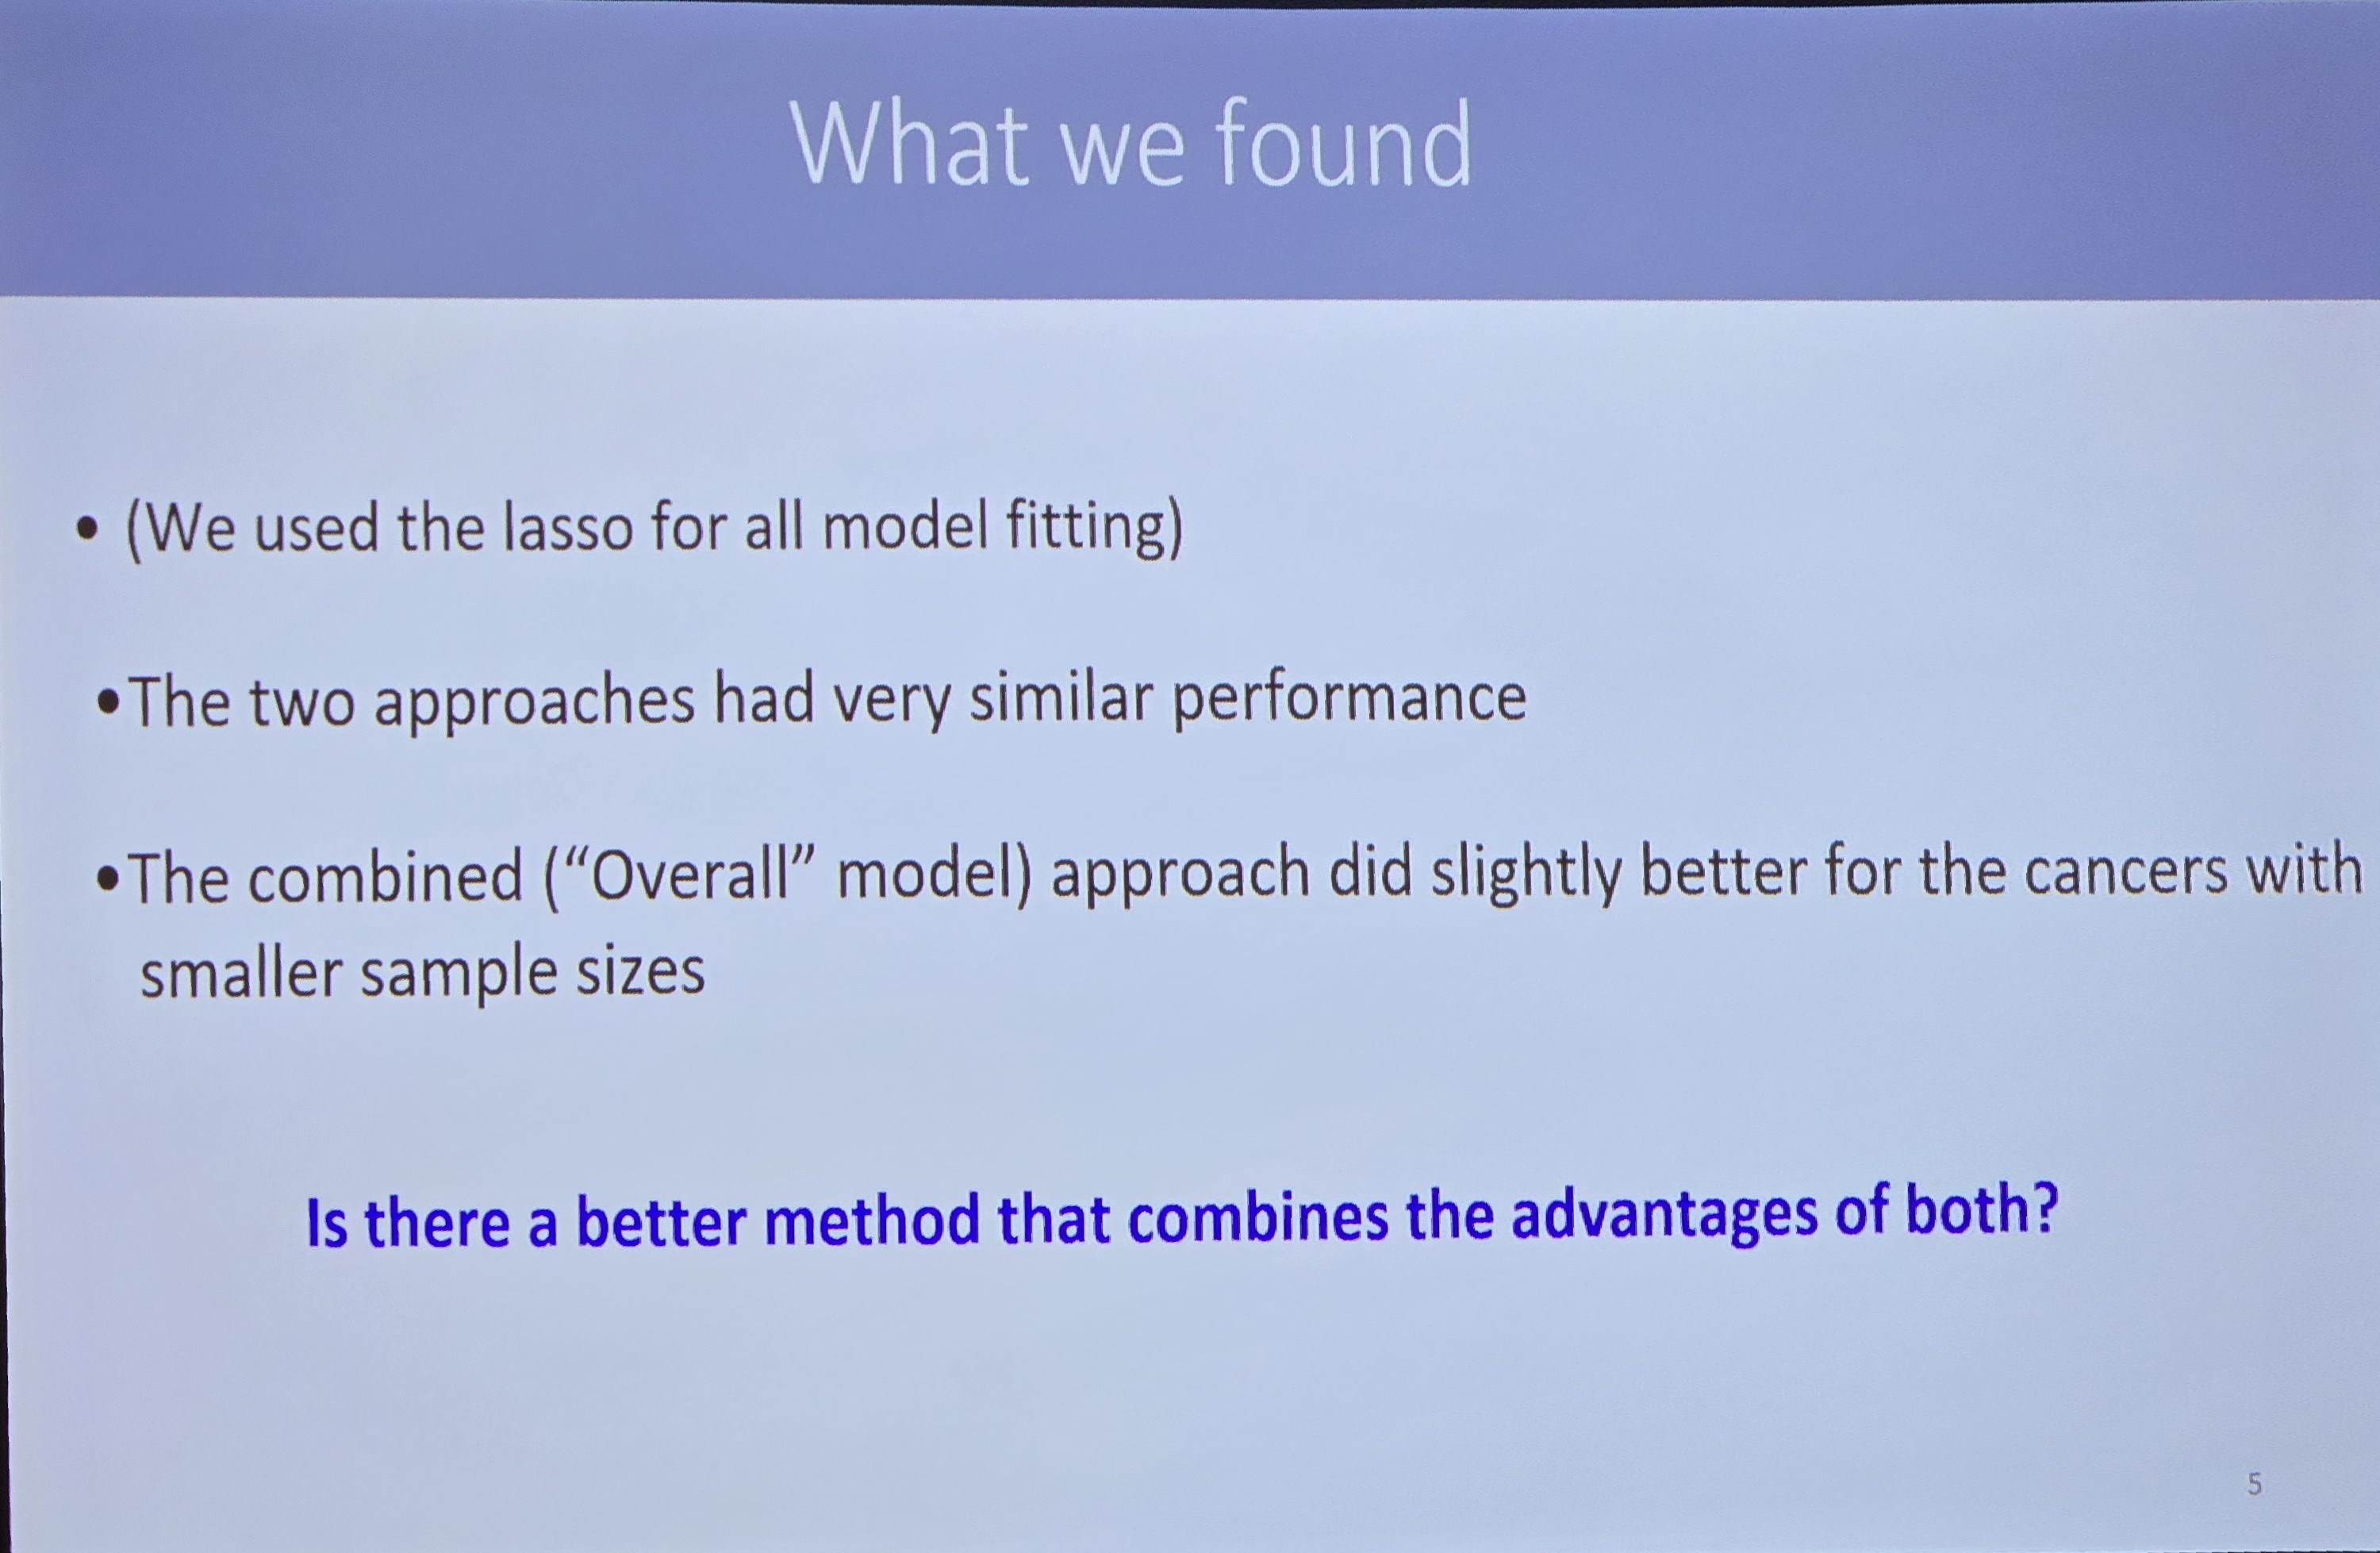 What we found
• (We used the lasso for all model fitting)
•The two approaches had very similar performance
•The combined (“Overall” model) approach did slightly better for the cancers with
smaller sample sizes
Is there a better method that combines the advantages of both?
5